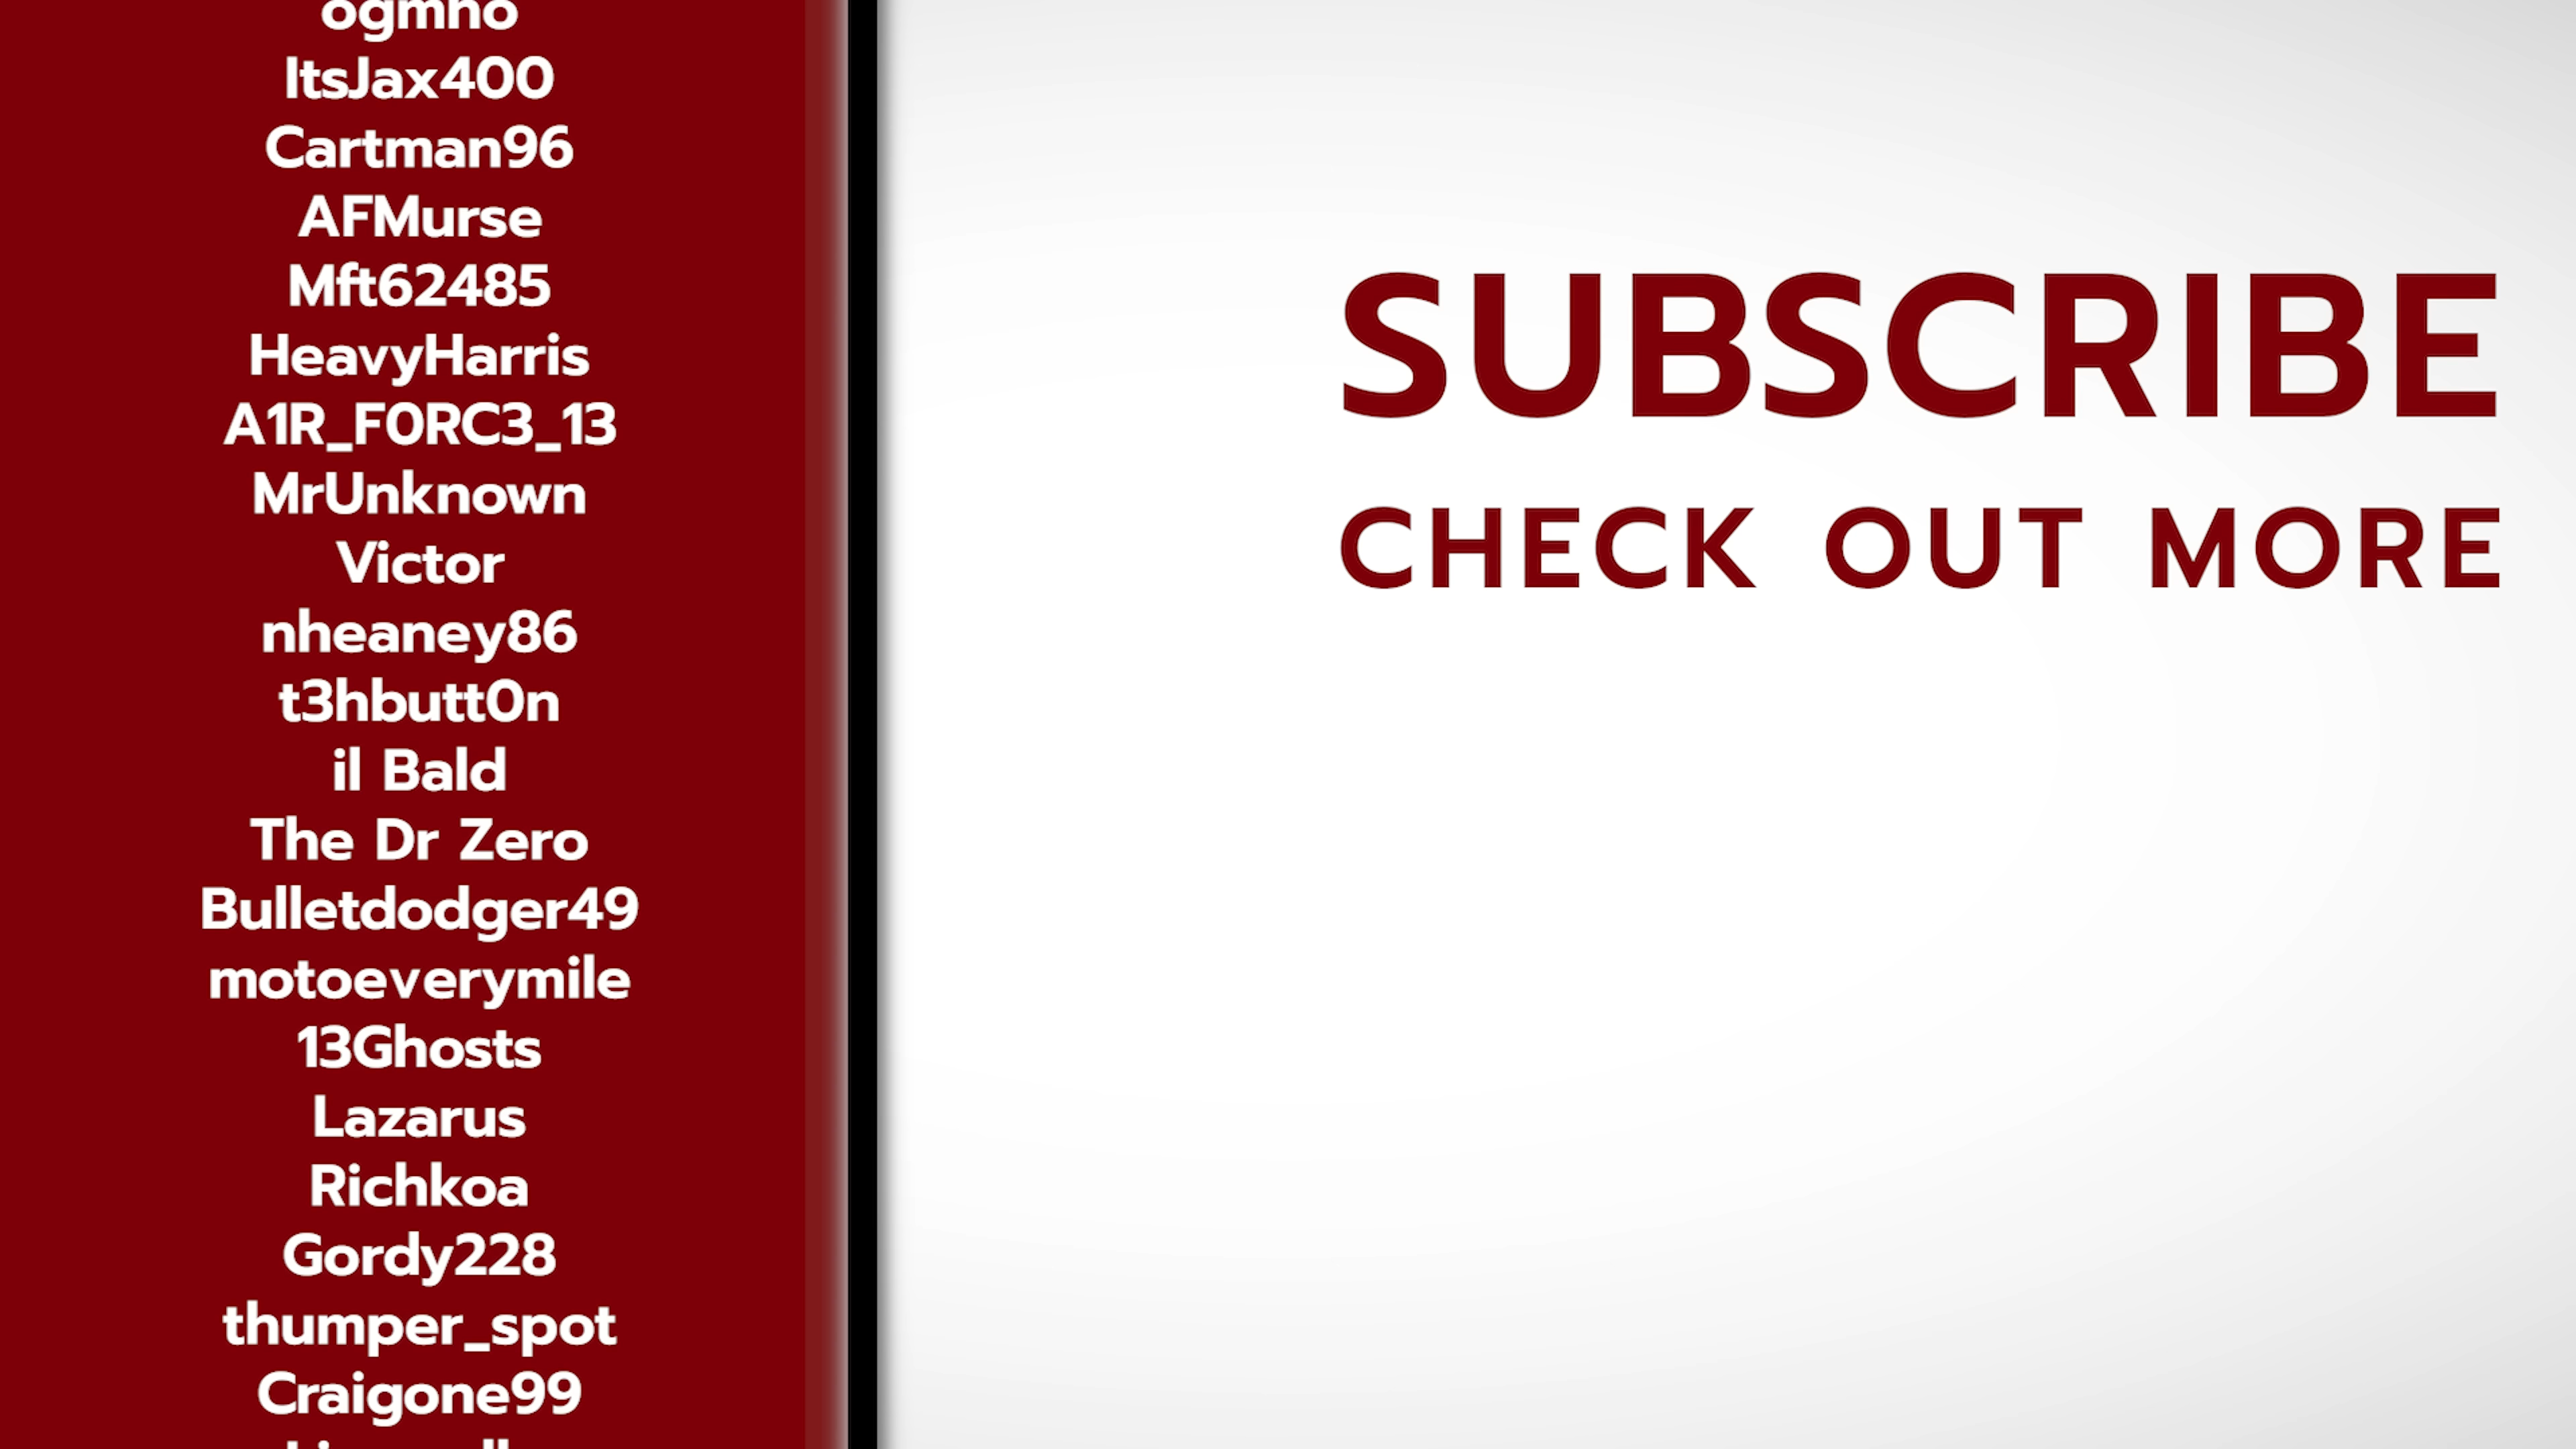 ogmho
ItsJax400
Cartman96
AFMurse
Mft62485
HeavyHarris
A1R_F0RC3_13
MrUnknown
Victor
nheaney86
t3hbutt0n
il Bald
The Dr Zero
Bulletdodger49
motoeverymile
13Ghosts
Lazarus
Richkoa
Gordy228
thumper_spot
Craigone99
SUBSCRIBE
CHECK OUT MORE